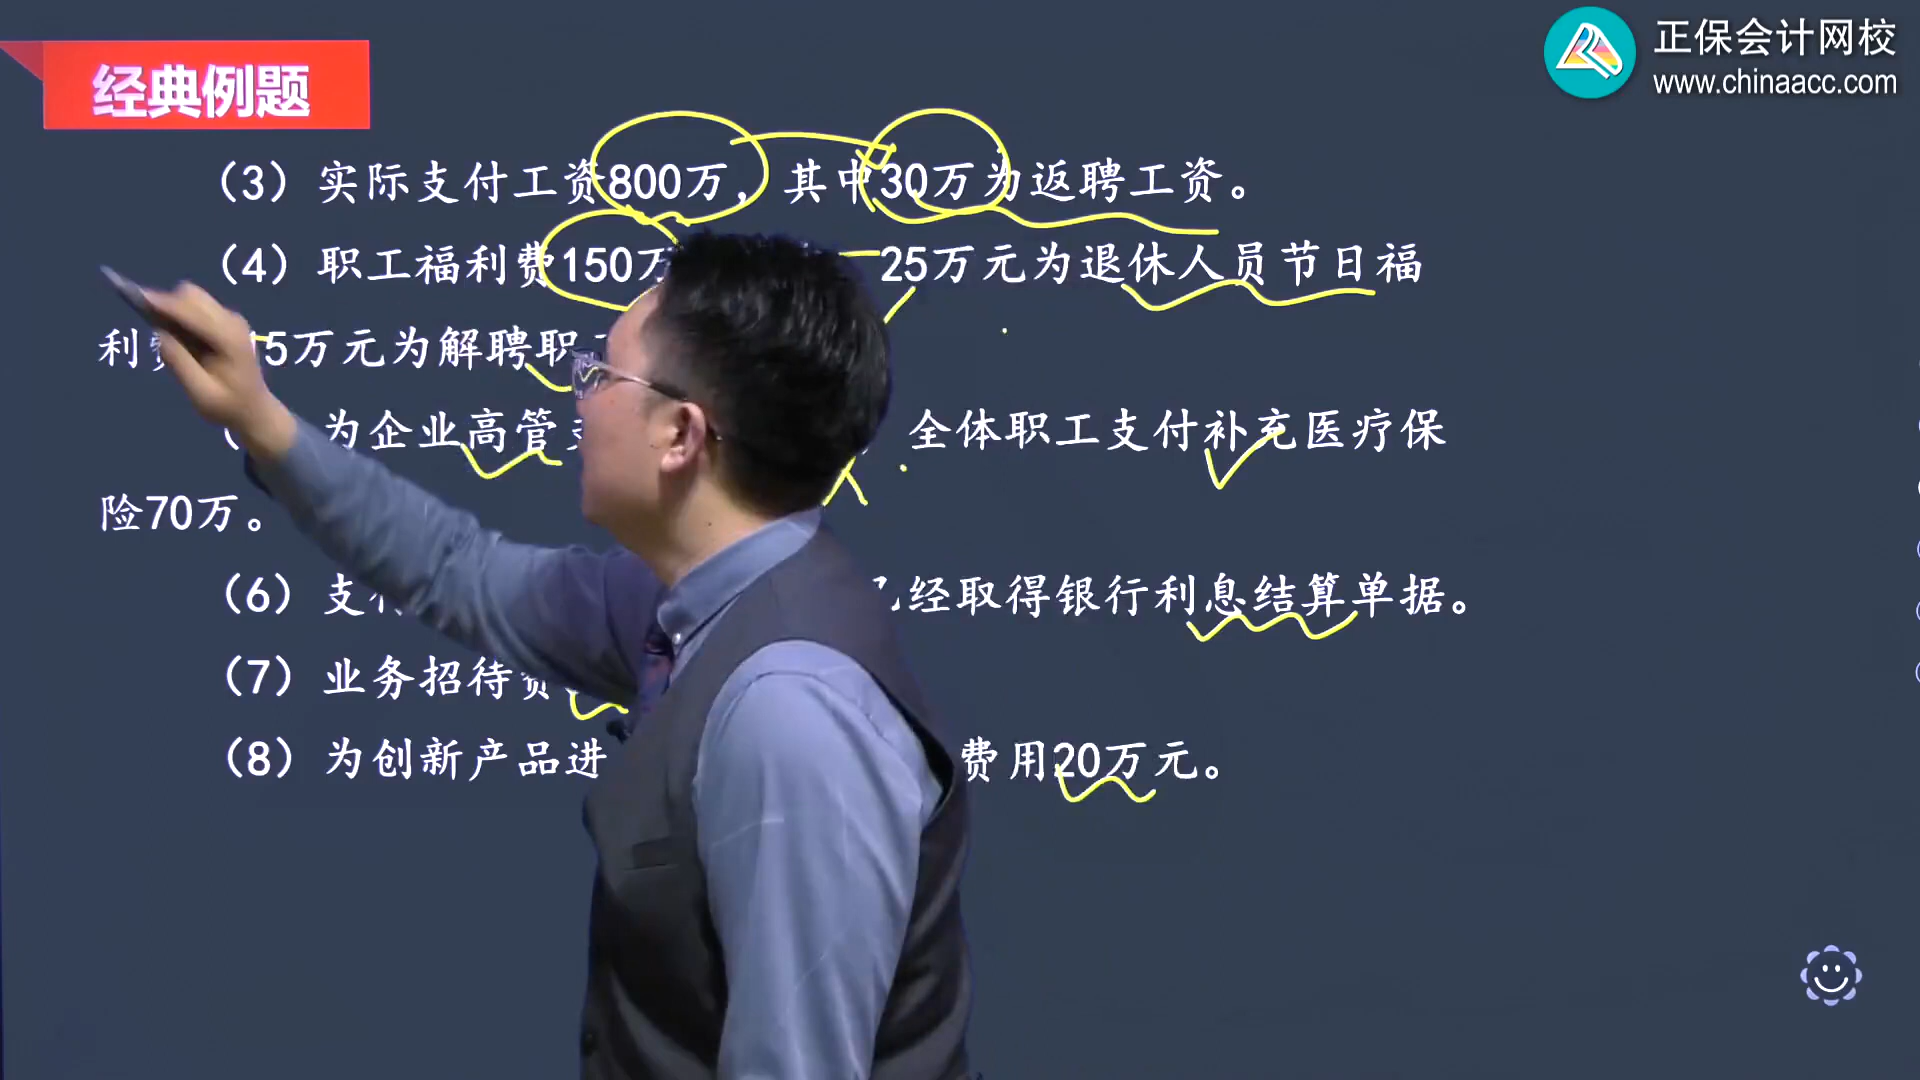 正保会计网校
www.chinaacc.com
经典例题
（3）实际支付工资800万，其中30万为返聘工资。
（4）职工福利费150万 25万元为退休人员节日福
利 15万元为解聘职
（ 为企业高管 全体职工支付补充医疗保
险70万。
（6）支付 已经取得银行利息结算单据。
（7）业务招待费
（8）为创新产品进 费用20万元。